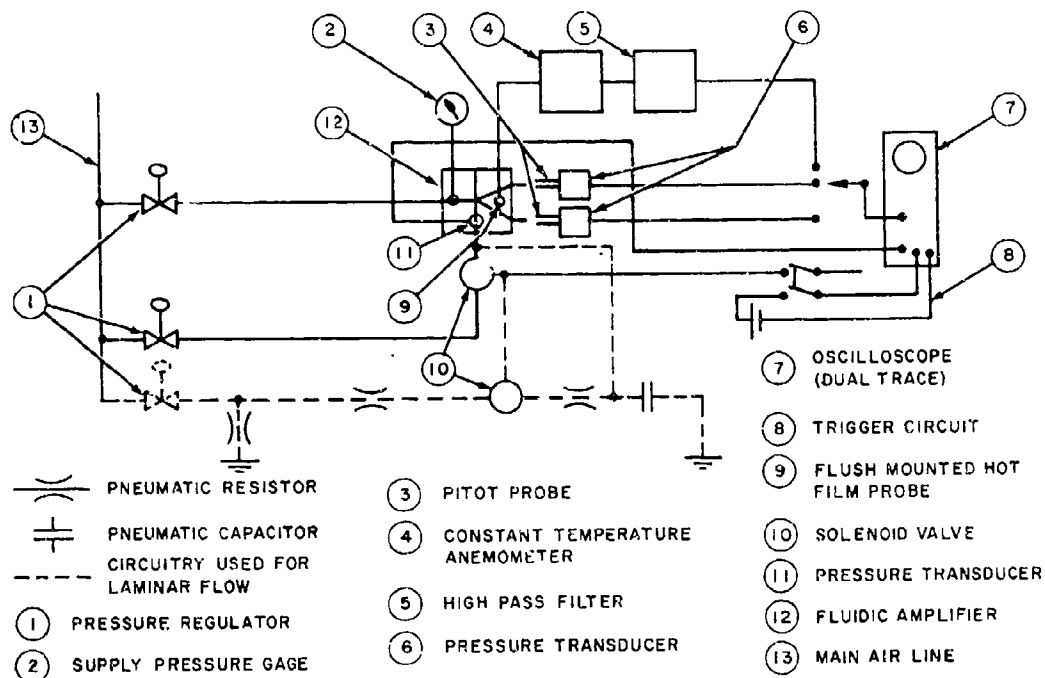 2
3
4
5
6
13
12
7
11
1
9
10
8
7 OSCILLOSCOPE
(DUAL TRACE)
8 TRIGGER CIRCUIT
9 FLUSH MOUNTED HOT
FILM PROBE
10 SOLENOID VALVE
11 PRESSURE TRANSDUCER
12 FLUIDIC AMPLIFIER
13 MAIN AIR LINE
PNEUMATIC RESISTOR
PNEUMATIC CAPACITOR
CIRCUITRY USED FOR
LAMINAR FLOW
1 PRESSURE REGULATOR
2 SUPPLY PRESSURE GAGE
3 PITOT PROBE
4 CONSTANT TEMPERATURE
ANEMOMETER
5 HIGH PASS FILTER
6 PRESSURE TRANSDUCER